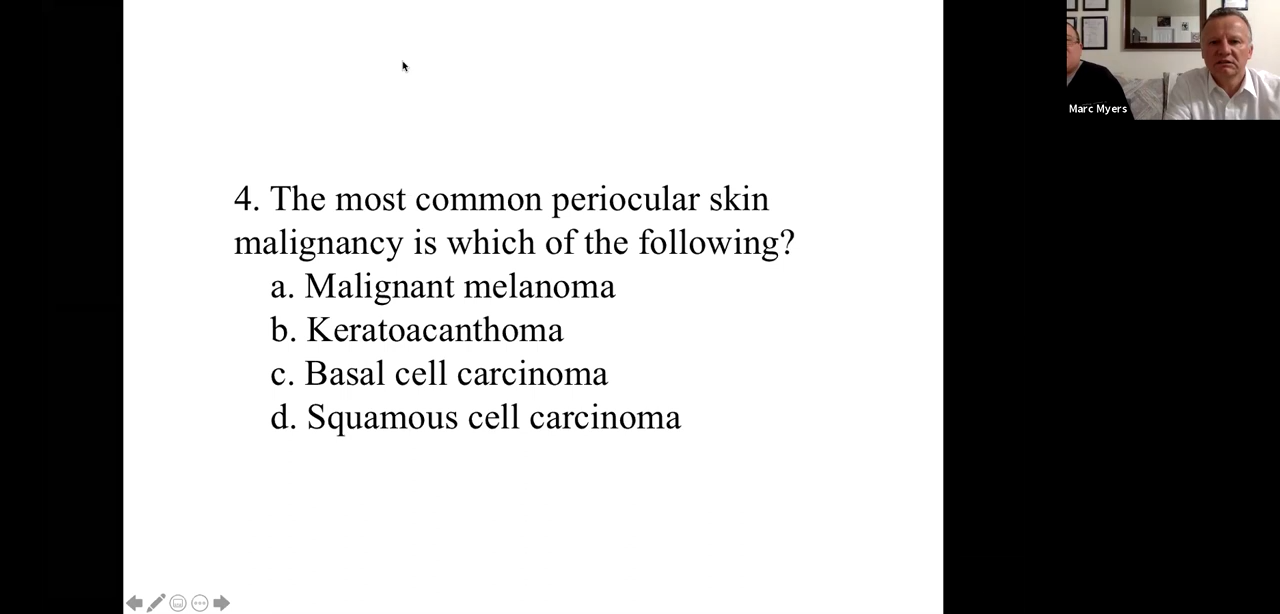 4. The most common periocular skin
malignancy is which of the following?
a. Malignant melanoma
b. Keratoacanthoma
c. Basal cell carcinoma
d. Squamous cell carcinoma
Marc Myers